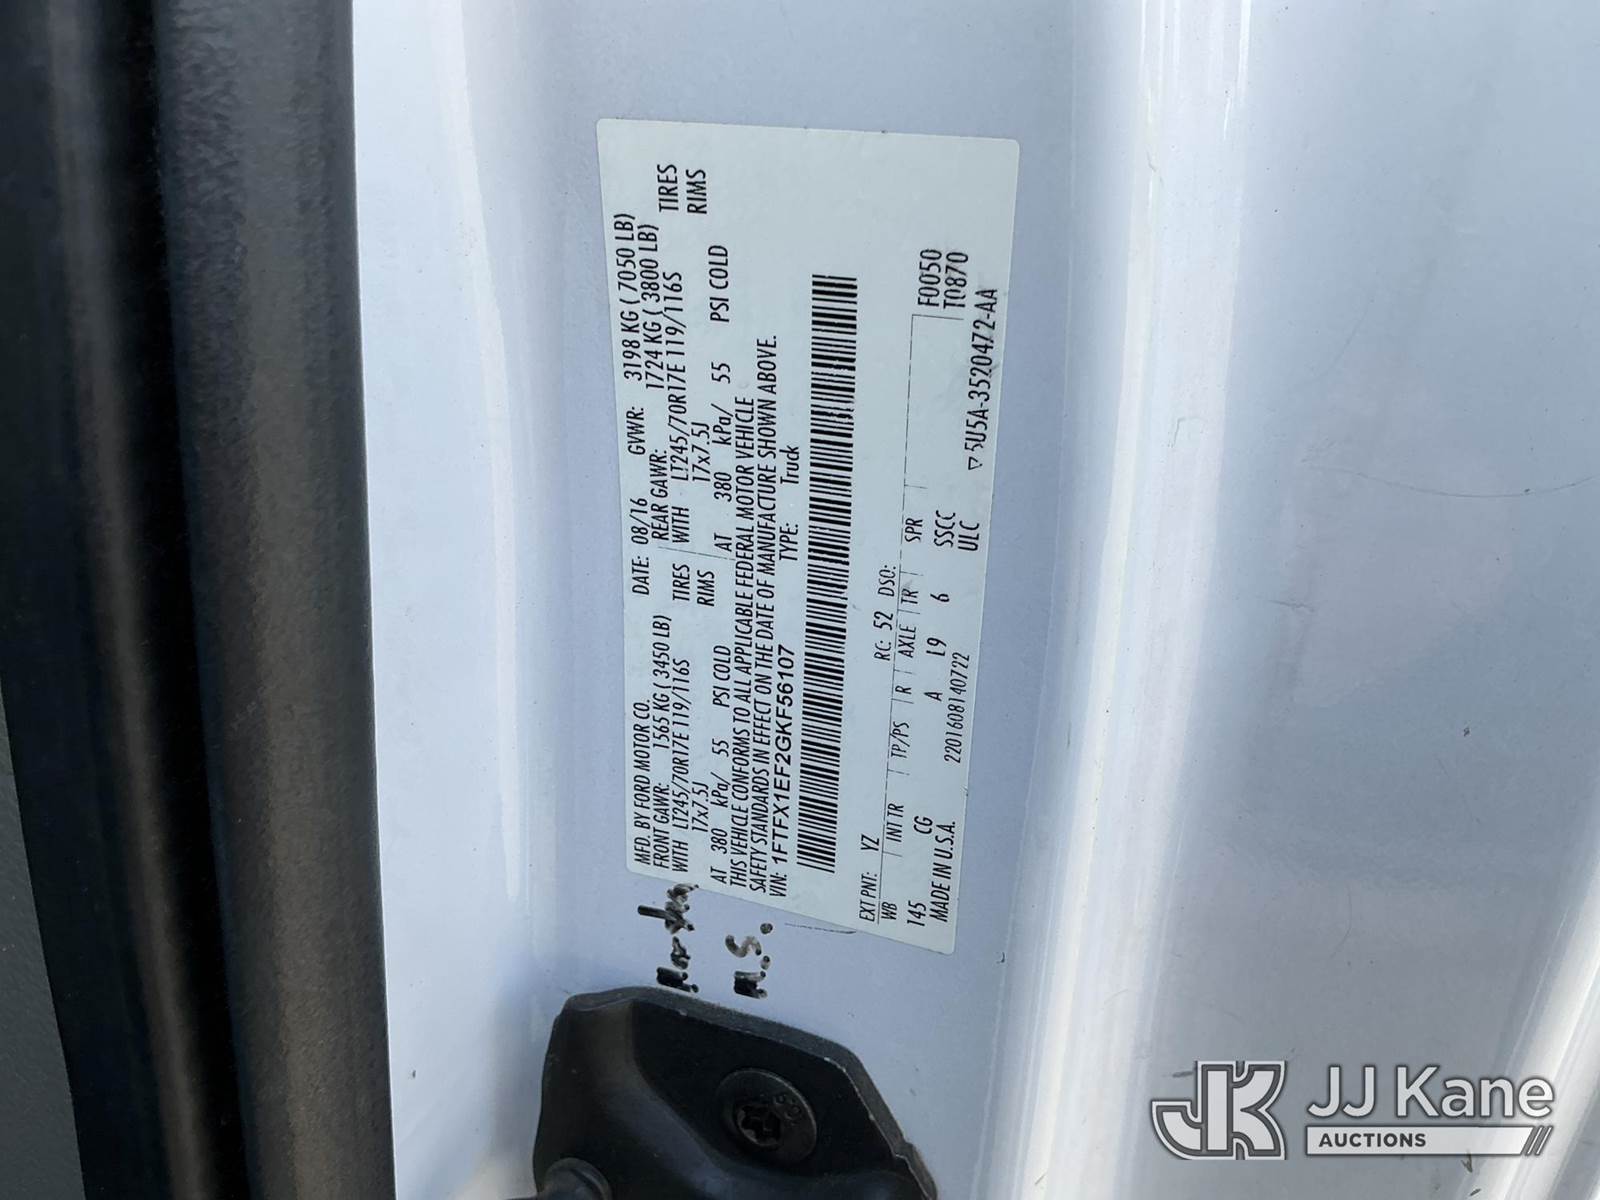 MFD. BY FORD MOTOR CO. DATE: 08/16 GVWR: 3198 KG ( 7050 LB)
FRONT GAWR: 1565 KG ( 3450 LB) REAR GAWR: 1724 KG ( 3800 LB)
WITH LT245/70R17E 119/116S TIRES WITH LT245/70R17E 119/116S TIRES
17x7.5J RIMS 17x7.5J RIMS
AT 380 kPa/ 55 PSI COLD AT 380 kPa/ 55 PSI COLD
THIS VEHICLE CONFORMS TO ALL APPLICABLE FEDERAL MOTOR VEHICLE
SAFETY STANDARDS IN EFFECT ON THE DATE OF MANUFACTURE SHOWN ABOVE.
VIN: 1FTFX1EF2GKF56107 TYPE: Truck
EXT PNT: YZ RC: 52 DSO:
WB INT TR TP/PS R AXLE TR SPR F0050
145 CG A L9 6 SSCC T0870
MADE IN U.S.A. 2201608140722 ULC
▽5U5A-3520472-AA
M.S.
JK JJ Kane
AUCTIONS